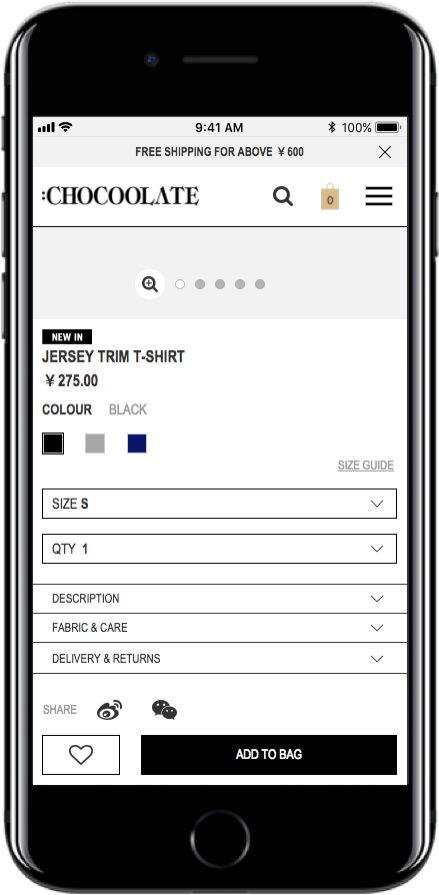 9:41 AM 100%
FREE SHIPPING FOR ABOVE ¥ 600
:CHOCOOLATE 0
NEW IN
JERSEY TRIM T-SHIRT
¥ 275.00
COLOUR BLACK
SIZE GUIDE
SIZE S
QTY 1
DESCRIPTION
FABRIC & CARE
DELIVERY & RETURNS
SHARE
ADD TO BAG